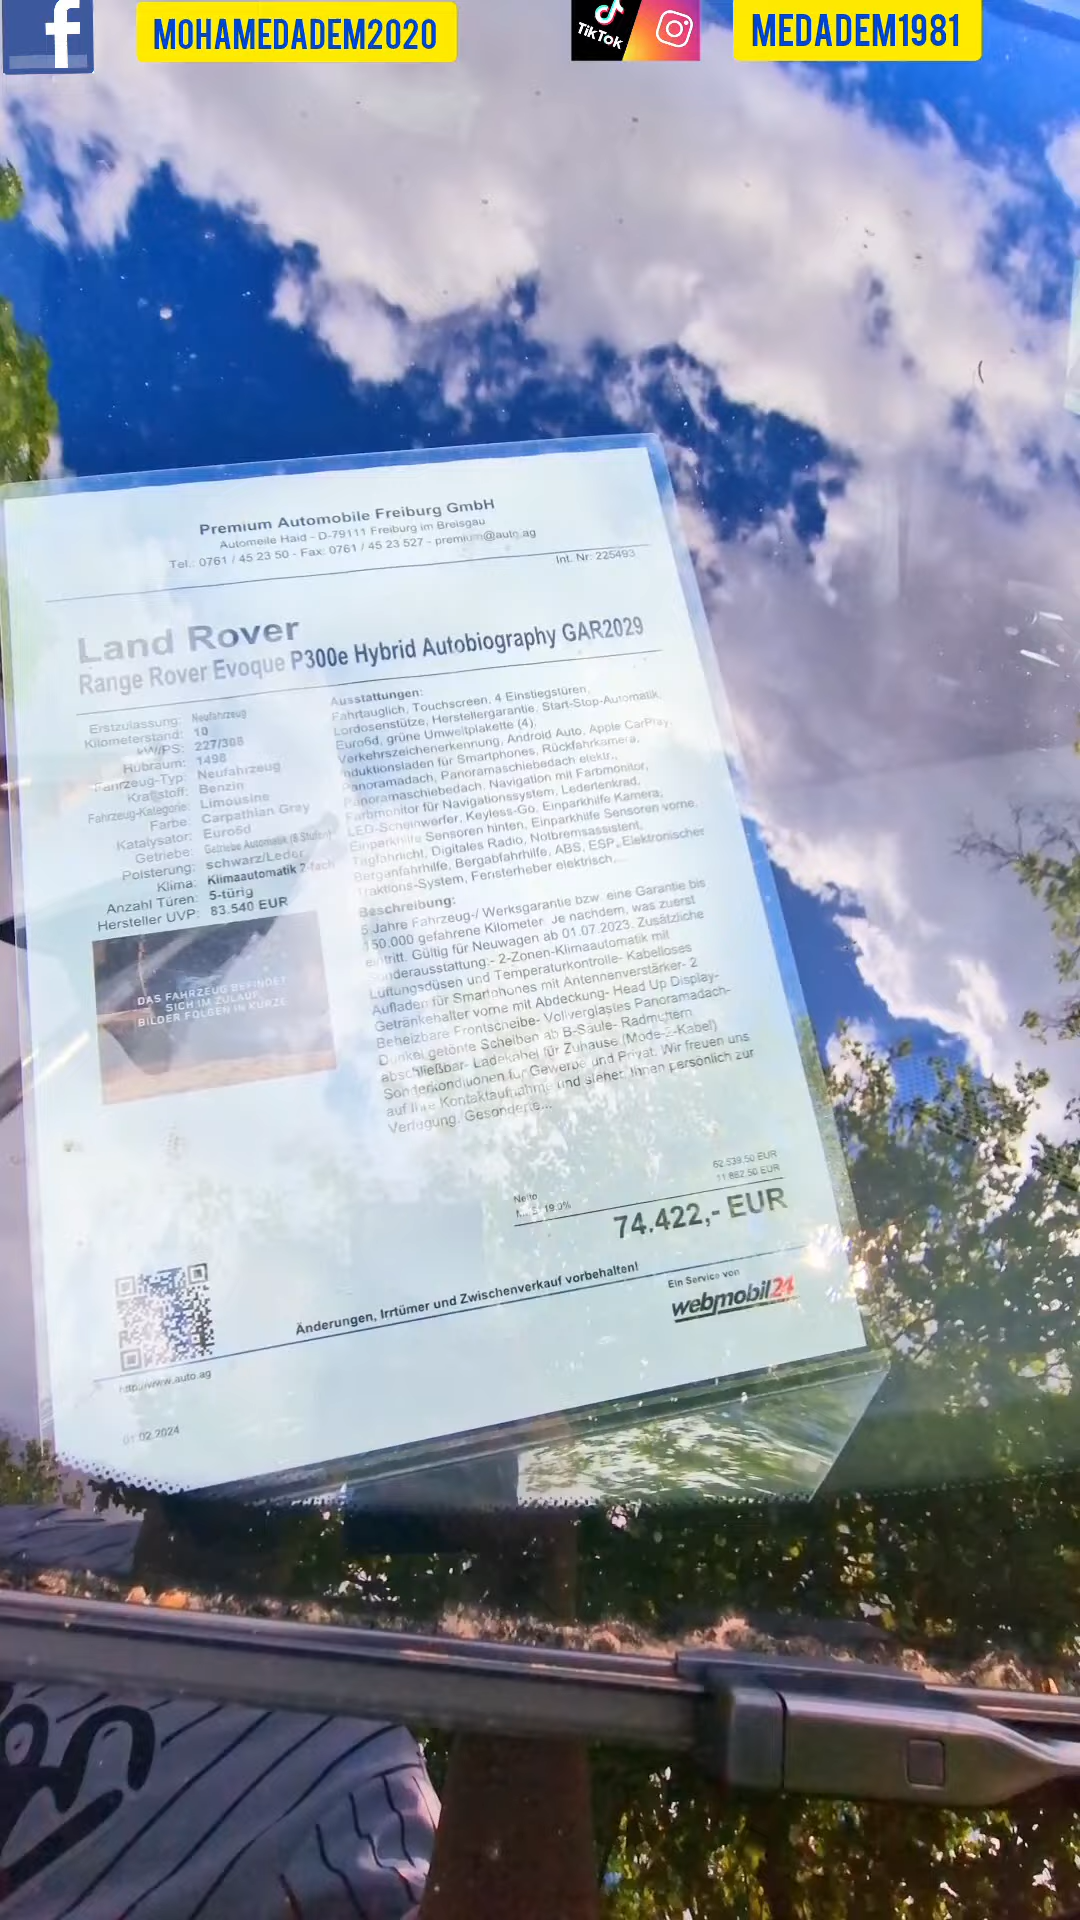 MOHAMEDADEM2020
TikTok
MEDADEM1981
Premium Automobile Freiburg GmbH
Automeile Haid - D-79111 Freiburg im Breisgau
Tel.: 0761 / 45 23 50 - Fax: 0761 / 45 23 527 - premium@auto.ag
Int. Nr: 225493
Land Rover
Range Rover Evoque P300e Hybrid Autobiography GAR2029
Erstzulassung: Neufahrzeug
Kilometerstand: 10
kW/PS: 227/308
Hubraum: 1498
Fahrzeug-Typ: Neufahrzeug
Kraftstoff: Benzin
Fahrzeug-Kategorie: Limousine
Farbe: Carpathian Grey
Katalysator: Euro6d
Getriebe: Getriebe Automatik (8-Stufen)
Polsterung: schwarz/Leder
Klima: Klimaautomatik 2-fach
Anzahl Türen: 5-türig
Hersteller UVP: 83.540 EUR
DAS FAHRZEUG BEFINDET
SICH IM ZULAUF.
BILDER FOLGEN IN KÜRZE
Ausstattungen:
Fahrtauglich, Touchscreen, 4 Einstiegstüren,
Lordosenstütze, Herstellergarantie, Start-Stop-Automatik,
Euro6d, grüne Umweltplakette (4),
Verkehrszeichenerkennung, Android Auto, Apple CarPlay,
Induktionsladen für Smartphones, Rückfahrkamera,
Panoramadach, Panoramaschiebedach elektr.,
Panoramaschiebedach, Navigation mit Farbmonitor,
Farbmonitor für Navigationssystem, Lederlenkrad,
LED-Scheinwerfer, Keyless-Go, Einparkhilfe Kamera,
Einparkhilfe Sensoren hinten, Einparkhilfe Sensoren vorne,
Tagfahrlicht, Digitales Radio, Notbremsassistent,
Berganfahrhilfe, Bergabfahrhilfe, ABS, ESP, Elektronischer
Traktions-System, Fensterheber elektrisch,...
Beschreibung:
5 Jahre Fahrzeug-/ Werksgarantie bzw. eine Garantie bis
150.000 gefahrene Kilometer. Je nachdem, was zuerst
eintritt. Gültig für Neuwagen ab 01.07.2023. Zusätzliche
Sonderausstattung:- 2-Zonen-Klimaautomatik mit
Lüftungsdüsen und Temperaturkontrolle- Kabelloses
Aufladen für Smartphones mit Antennenverstärker- 2
Getränkehalter vorne mit Abdeckung- Head Up Display-
Beheizbare Frontscheibe- Vollverglastes Panoramadach-
Dunkel getönte Scheiben ab B-Säule- Radmuttern
abschließbar- Ladekabel für Zuhause (Mode-2-Kabel)
Sonderkonditionen für Gewerbe und Privat. Wir freuen uns
auf Ihre Kontaktaufnahme und stehen Ihnen persönlich zur
Verfügung. Gesonderte...
Netto 62.539,50 EUR
19.0% 11.882,50 EUR
74.422,- EUR
Änderungen, Irrtümer und Zwischenverkauf vorbehalten!
Ein Service von
webmobil24
http://www.auto.ag
01.02.2024